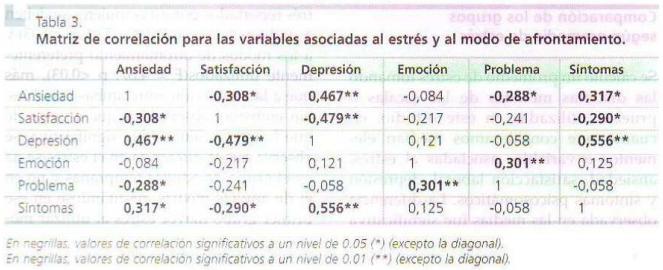 Tabla 3.
Matriz de correlación para las variables asociadas al estrés y al modo de afrontamiento.
Ansiedad Satisfacción Depresión Emoción Problema Síntomas
Ansiedad 1 -0,308* 0,467** -0,084 -0,288* 0,317*
Satisfacción -0,308* 1 -0,479** -0,217 -0,241 -0,290*
Depresión 0,467** -0,479** 1 0,121 -0,058 0,556**
Emoción -0,084 -0,217 0,121 1 0,301** 0,125
Problema -0,288* -0,241 -0,058 0,301** 1 -0,058
Síntomas 0,317* -0,290* 0,556** 0,125 -0,058 1
En negrillas, valores de correlación significativos a un nivel de 0.05 (*) (excepto la diagonal).
En negrillas, valores de correlación significativos a un nivel de 0.01 (**) (excepto la diagonal).